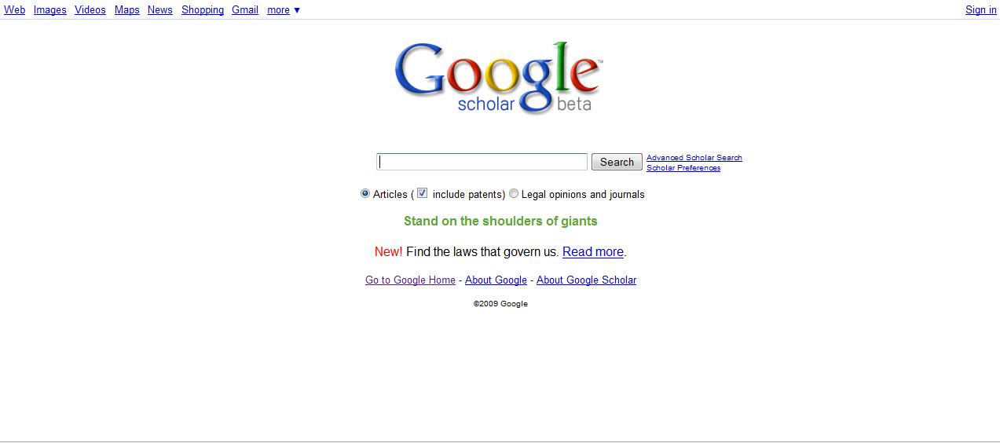 Web Images Videos Maps News Shopping Gmail more ▼ Sign in
Google™
scholar beta
Search
Advanced Scholar Search
Scholar Preferences
Articles ( include patents) Legal opinions and journals
Stand on the shoulders of giants
New! Find the laws that govern us. Read more.
Go to Google Home - About Google - About Google Scholar
©2009 Google